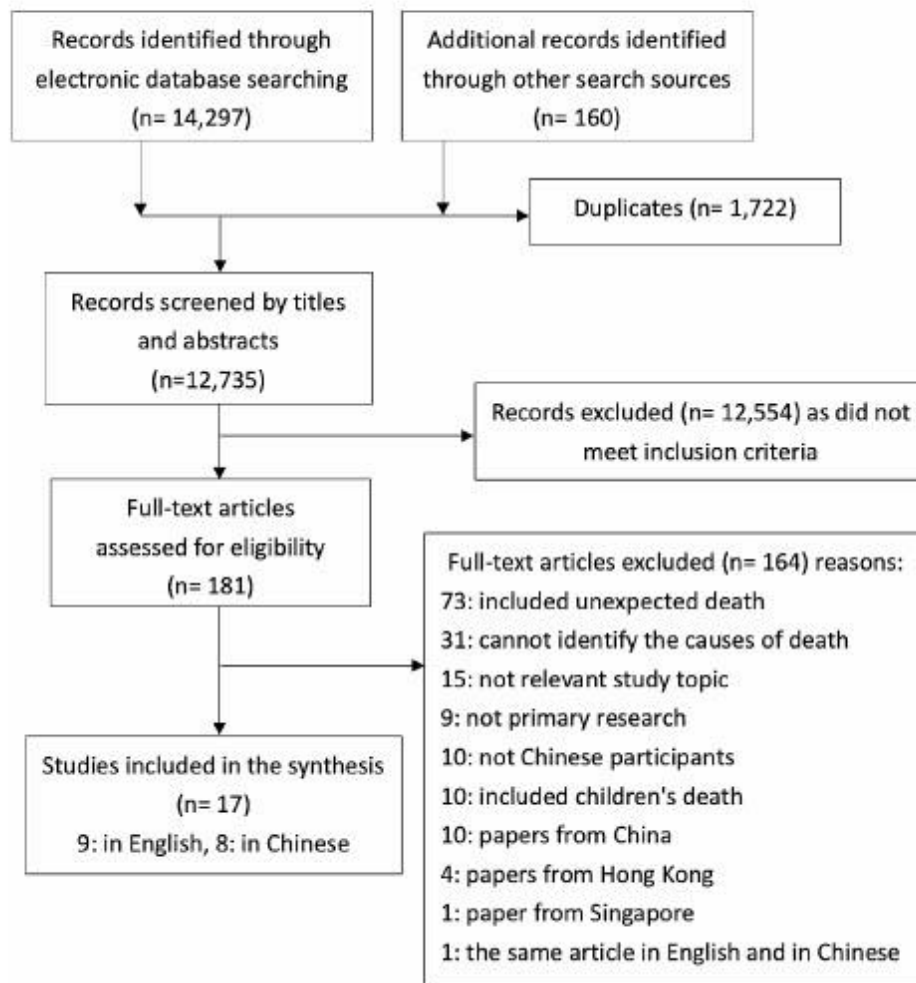 Records identified through
electronic database searching
(n= 14,297)
Additional records identified
through other search sources
(n= 160)
Duplicates (n= 1,722)
Records screened by titles
and abstracts
(n=12,735)
Records excluded (n= 12,554) as did not
meet inclusion criteria
Full-text articles
assessed for eligibility
(n= 181)
Full-text articles excluded (n= 164) reasons:
73: included unexpected death
31: cannot identify the causes of death
15: not relevant study topic
9: not primary research
10: not Chinese participants
10: included children's death
10: papers from China
4: papers from Hong Kong
1: paper from Singapore
1: the same article in English and in Chinese
Studies included in the synthesis
(n= 17)
9: in English, 8: in Chinese